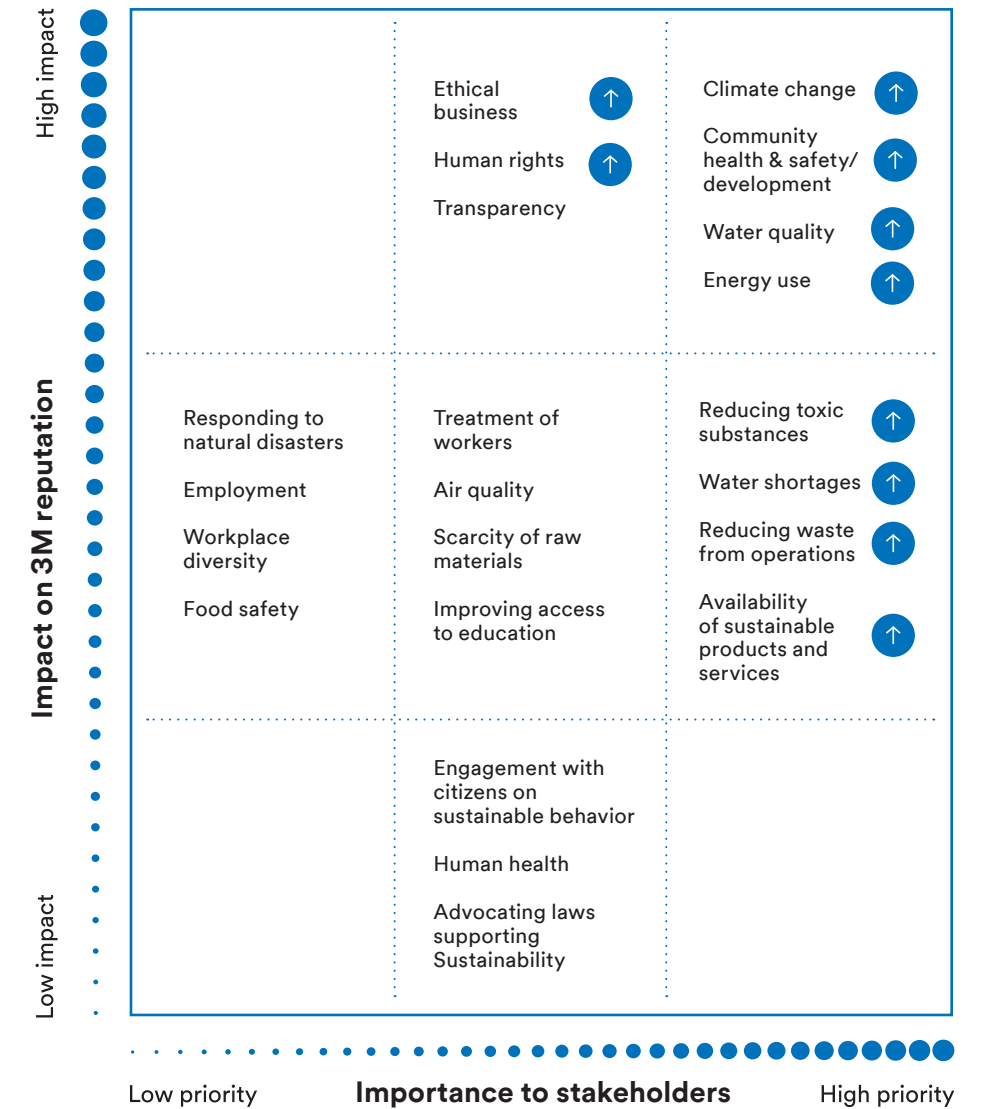 High impact
Impact on 3M reputation
Low impact
Ethical
business
Human rights
Transparency
Climate change
Community
health & safety/
development
Water quality
Energy use
Responding to
natural disasters
Employment
Workplace
diversity
Food safety
Treatment of
workers
Air quality
Scarcity of raw
materials
Improving access
to education
Reducing toxic
substances
Water shortages
Reducing waste
from operations
Availability
of sustainable
products and
services
Engagement with
citizens on
sustainable behavior
Human health
Advocating laws
supporting
Sustainability
Low priority
Importance to stakeholders
High priority